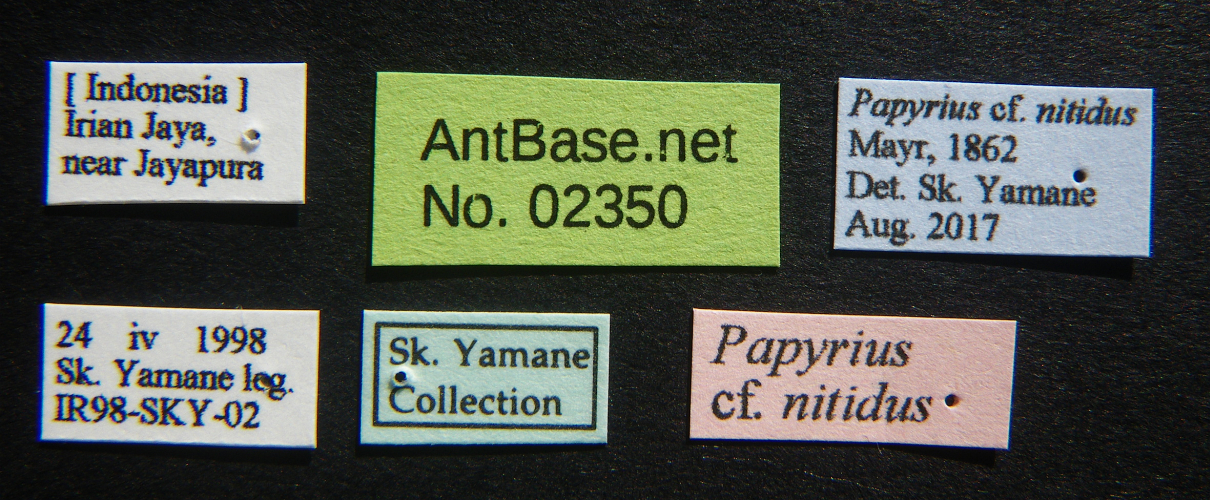 [ Indonesia ]
Irian Jaya,
near Jayapura
AntBase.net
No. 02350
Papyrius cf. nitidus
Mayr, 1862
Det. Sk. Yamane
Aug. 2017
24 iv 1998
Sk. Yamane leg.
IR98-SKY-02
Sk. Yamane
Collection
Papyrius
cf. nitidus